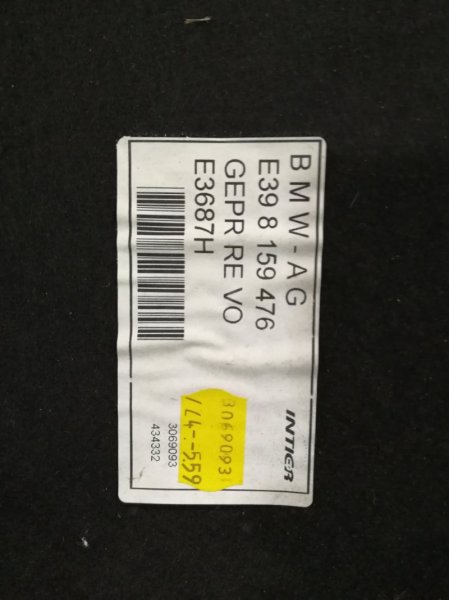 BMW-AG
E39 8 159 476
GEPR RE VO
E3687H
INTIER
3069093
144--559
3069093
434332